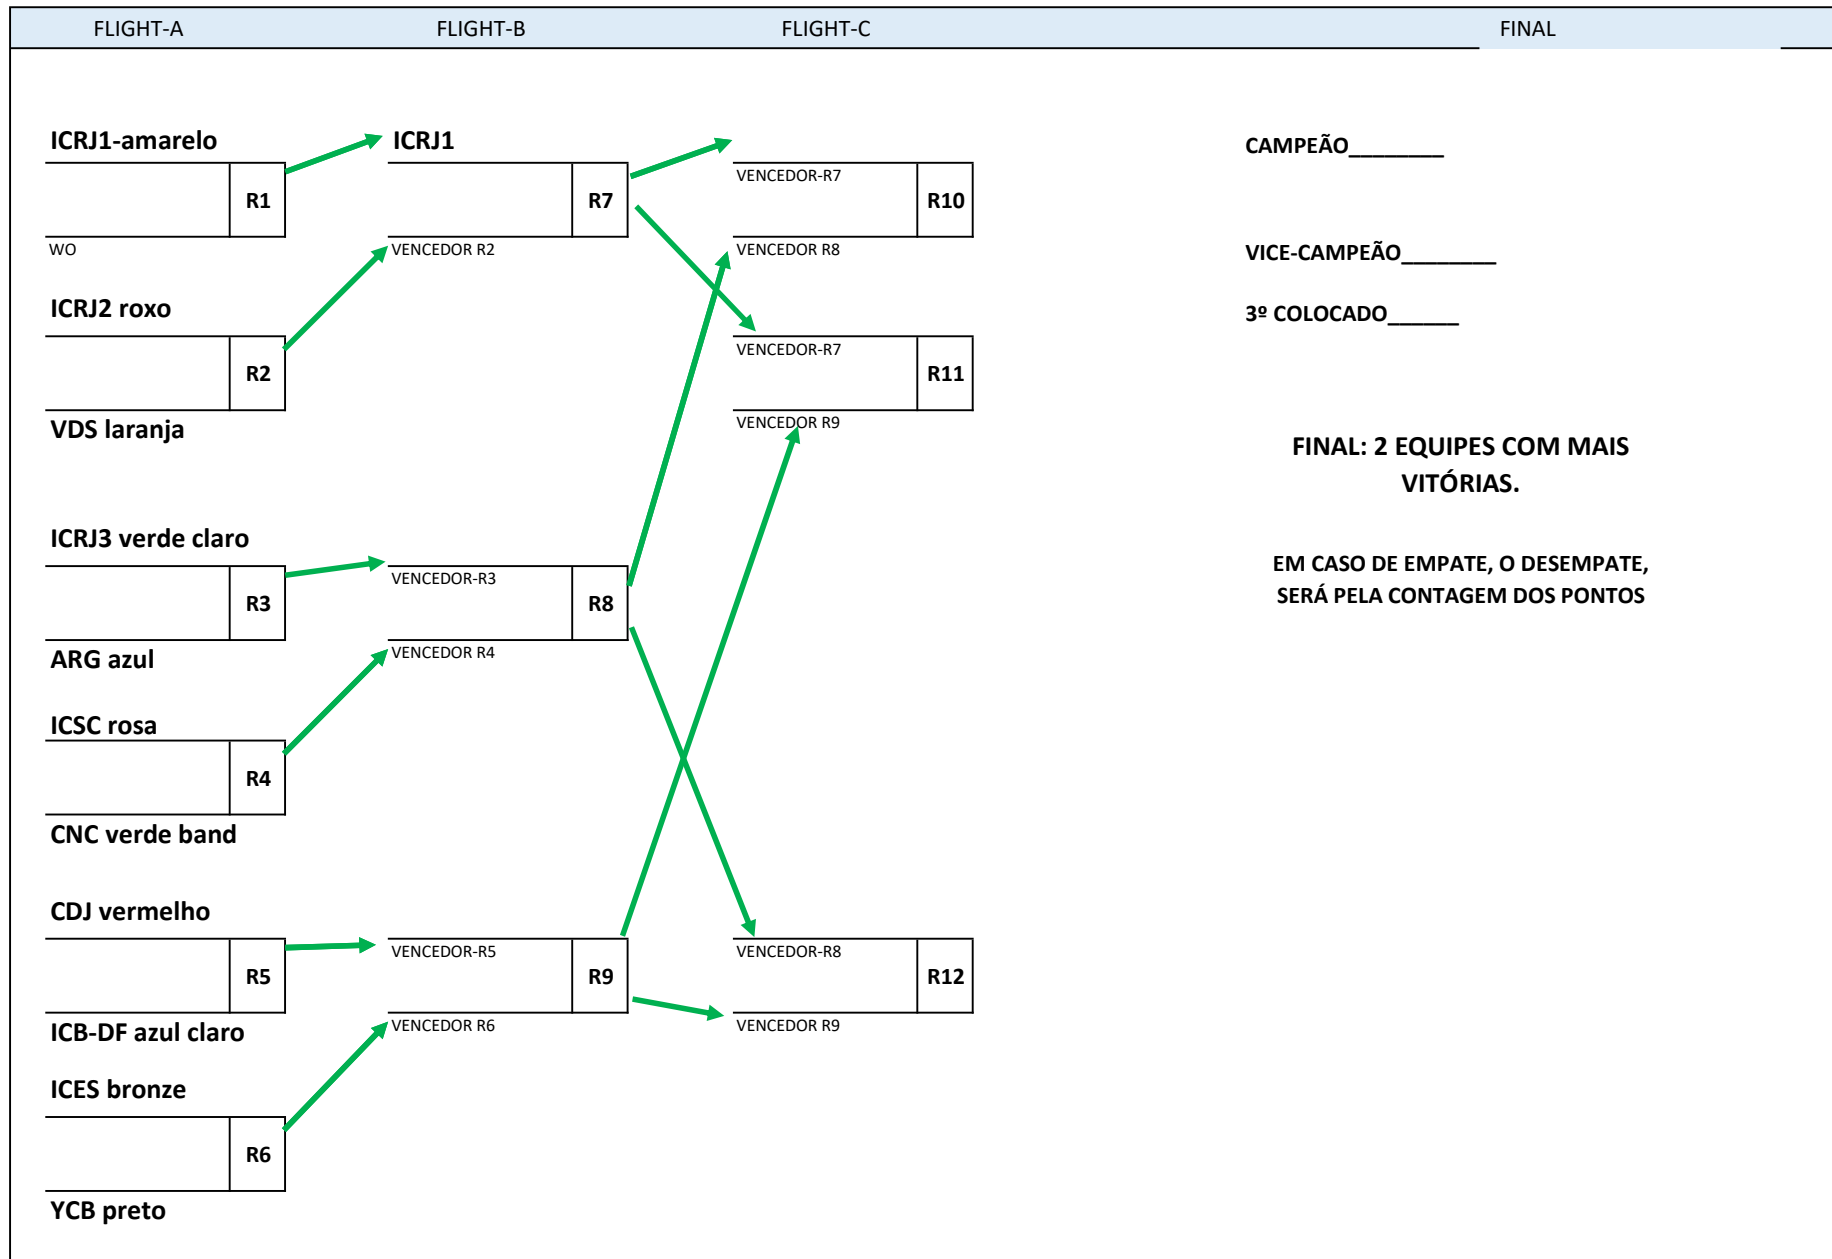 FLIGHT-A
FLIGHT-B
FLIGHT-C
FINAL
ICRJ1-amarelo
R1
WO
ICRJ2 roxo
R2
VDS laranja
ICRJ3 verde claro
R3
ARG azul
ICSC rosa
R4
CNC verde band
CDJ vermelho
R5
ICB-DF azul claro
ICES bronze
R6
YCB preto
ICRJ1
R7
VENCEDOR R2
VENCEDOR-R3
R8
VENCEDOR R4
VENCEDOR-R5
R9
VENCEDOR R6
VENCEDOR-R7
R10
VENCEDOR R8
VENCEDOR-R7
R11
VENCEDOR R9
VENCEDOR-R8
R12
VENCEDOR R9
CAMPEÃO________
VICE-CAMPEÃO________
3º COLOCADO______
FINAL: 2 EQUIPES COM MAIS
VITÓRIAS.
EM CASO DE EMPATE, O DESEMPATE,
SERÁ PELA CONTAGEM DOS PONTOS